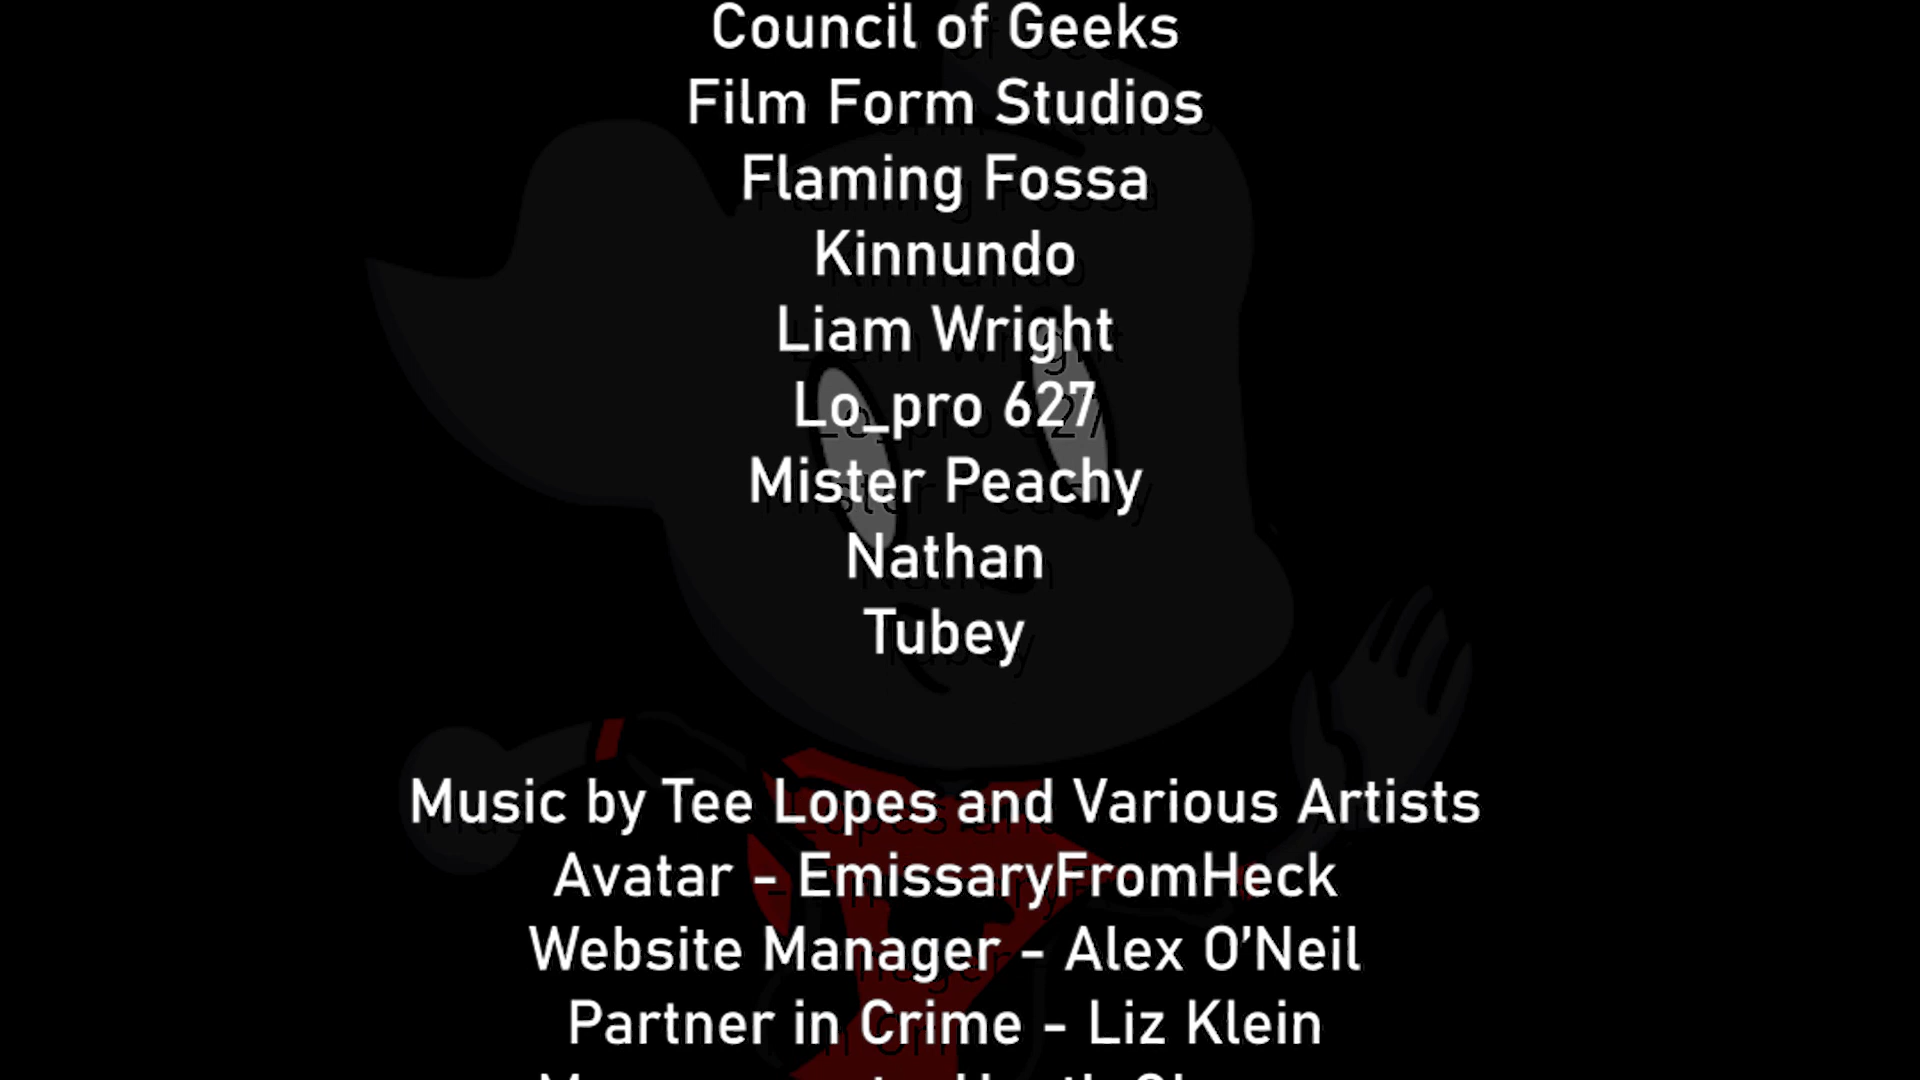 Council of Geeks
Film Form Studios
Flaming Fossa
Kinnundo
Liam Wright
Lo_pro 627
Mister Peachy
Nathan
Tubey
Music by Tee Lopes and Various Artists
Avatar - EmissaryFromHeck
Website Manager - Alex O’Neil
Partner in Crime - Liz Klein